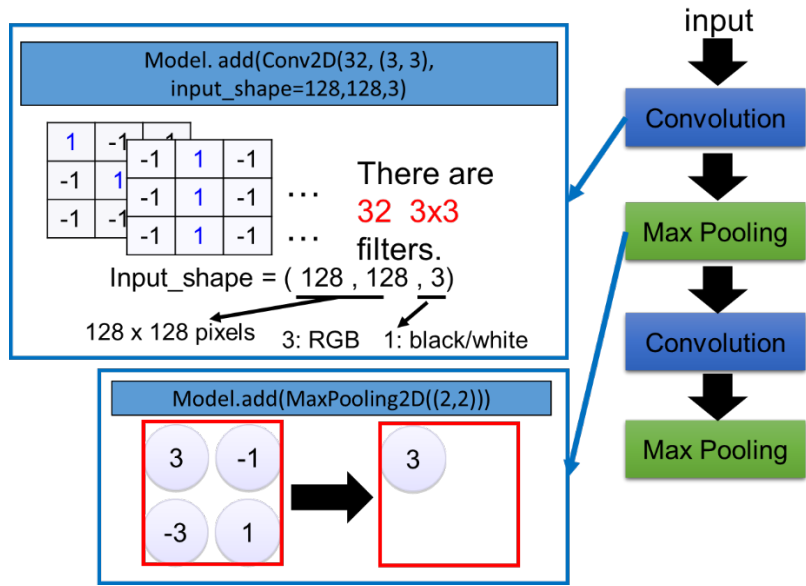 Model. add(Conv2D(32, (3, 3),
input_shape=128,128,3)
1 -1 -1
-1 1
-1 -1
-1 1 -1
-1 1 -1 …
-1 1 -1 …
There are
32 3x3
filters.
Input_shape = ( 128 , 128 , 3)
128 x 128 pixels
3: RGB
1: black/white
Model.add(MaxPooling2D((2,2)))
3 -1
-3 1
3
input
Convolution
Max Pooling
Convolution
Max Pooling